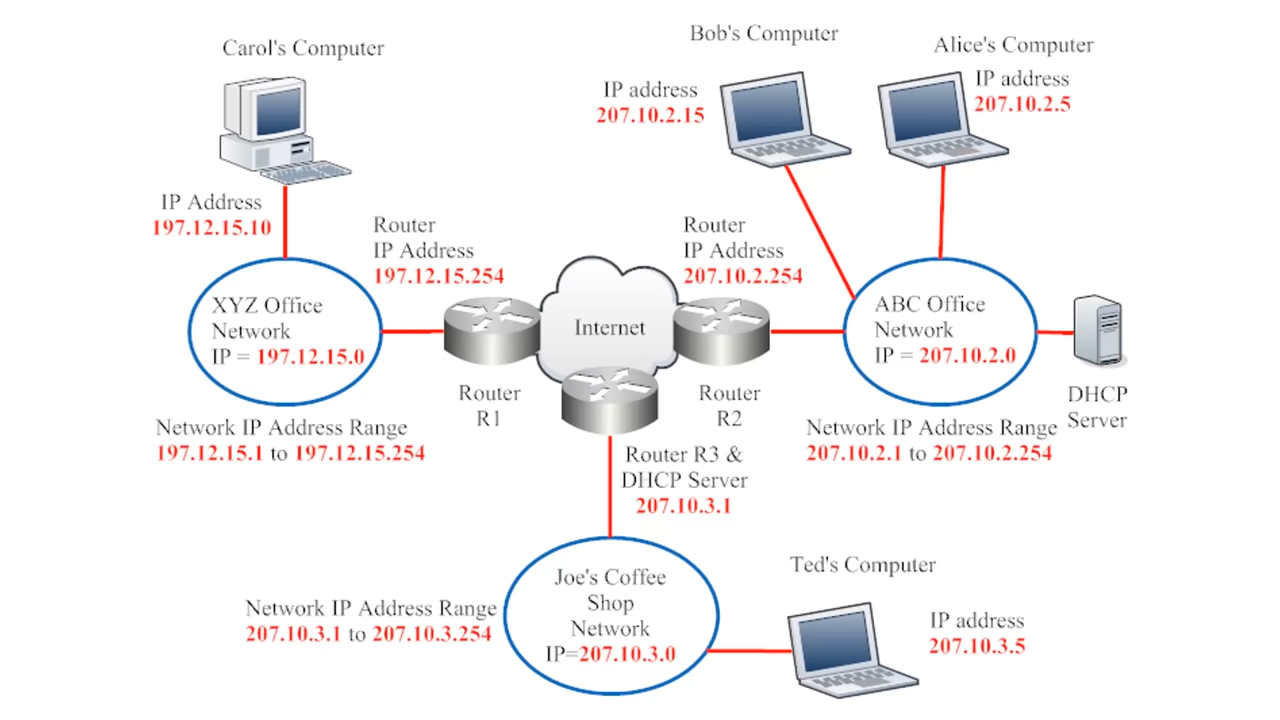 Carol's Computer
IP Address
197.12.15.10
XYZ Office
Network
IP = 197.12.15.0
Network IP Address Range
197.12.15.1 to 197.12.15.254
Router
IP Address
197.12.15.254
Router
R1
Internet
Bob's Computer
IP address
207.10.2.15
Alice's Computer
IP address
207.10.2.5
Router
IP Address
207.10.2.254
Router
R2
ABC Office
Network
IP = 207.10.2.0
Network IP Address Range
207.10.2.1 to 207.10.2.254
DHCP
Server
Router R3 &
DHCP Server
207.10.3.1
Joe's Coffee
Shop
Network
IP=207.10.3.0
Network IP Address Range
207.10.3.1 to 207.10.3.254
Ted's Computer
IP address
207.10.3.5